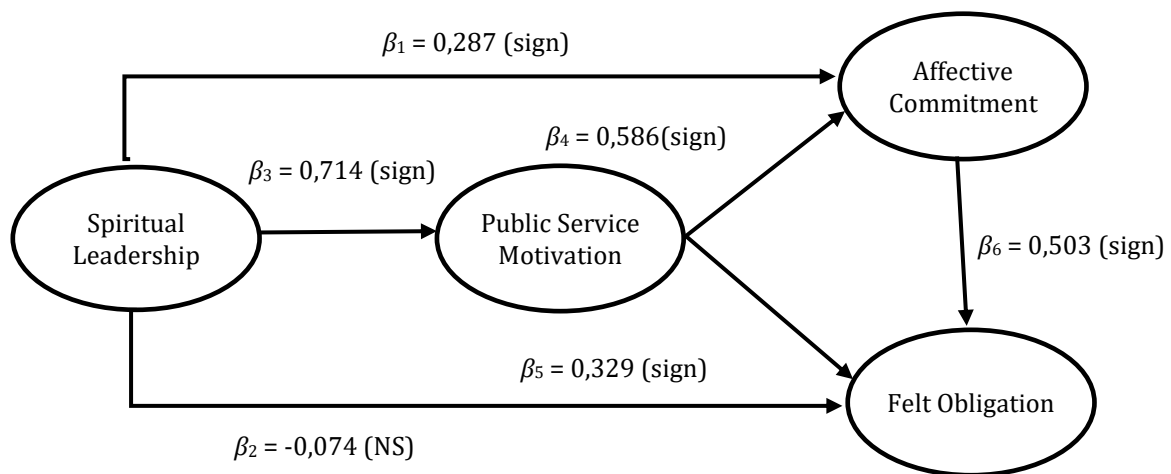 β1 = 0,287 (sign)
Affective
Commitment
β4 = 0,586(sign)
β3 = 0,714 (sign)
Spiritual
Leadership
Public Service
Motivation
β6 = 0,503 (sign)
β5 = 0,329 (sign)
Felt Obligation
β2 = -0,074 (NS)